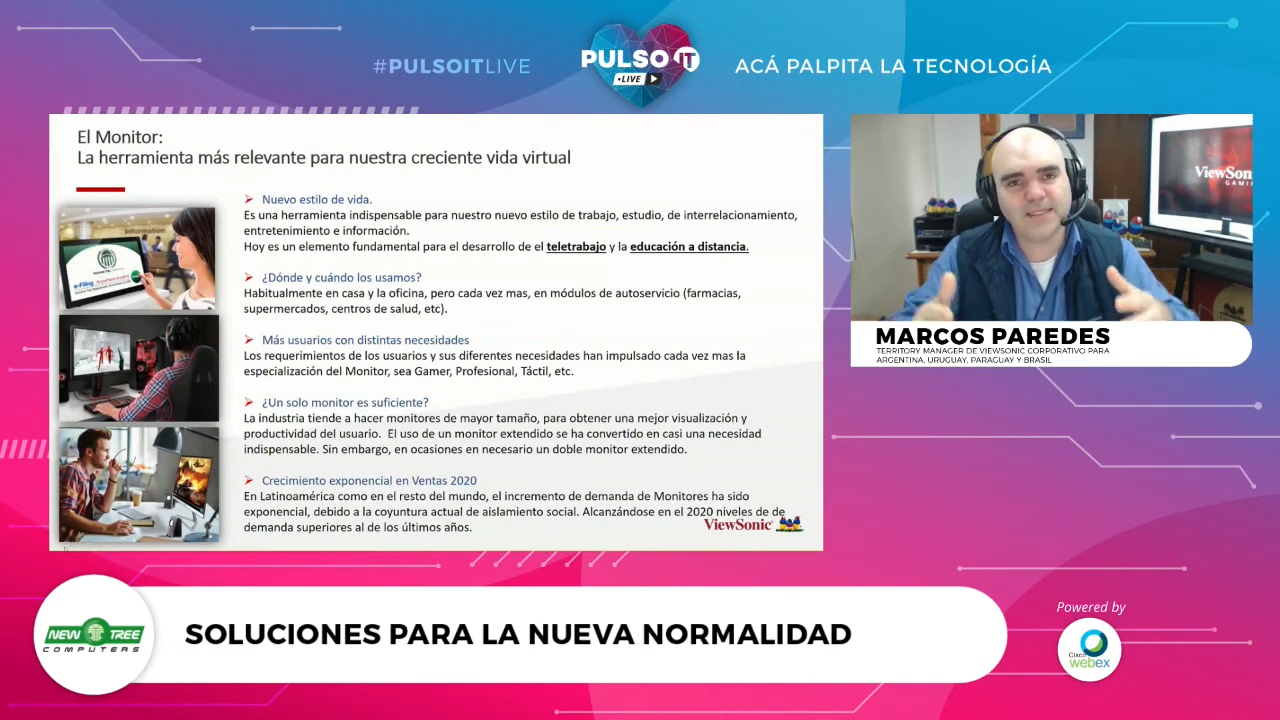 #PULSOITLIVE
PULSO IT
LIVE
ACÁ PALPITA LA TECNOLOGÍA
El Monitor:
La herramienta más relevante para nuestra creciente vida virtual
Nuevo estilo de vida.
Es una herramienta indispensable para nuestro nuevo estilo de trabajo, estudio, de interrelacionamiento,
entretenimiento e información.
Hoy es un elemento fundamental para el desarrollo de el teletrabajo y la educación a distancia.
¿Dónde y cuándo los usamos?
Habitualmente en casa y la oficina, pero cada vez mas, en módulos de autoservicio (farmacias,
supermercados, centros de salud, etc).
Más usuarios con distintas necesidades
Los requerimientos de los usuarios y sus diferentes necesidades han impulsado cada vez mas la
especialización del Monitor, sea Gamer, Profesional, Táctil, etc.
¿Un solo monitor es suficiente?
La industria tiende a hacer monitores de mayor tamaño, para obtener una mejor visualización y
productividad del usuario. El uso de un monitor extendido se ha convertido en casi una necesidad
indispensable. Sin embargo, en ocasiones en necesario un doble monitor extendido.
Crecimiento exponencial en Ventas 2020
En Latinoamérica como en el resto del mundo, el incremento de demanda de Monitores ha sido
exponencial, debido a la coyuntura actual de aislamiento social. Alcanzándose en el 2020 niveles de de
demanda superiores al de los últimos años.
ViewSonic
Information
e-Filing
MARCOS PAREDES
TERRITORY MANAGER DE VIEWSONIC CORPORATIVO PARA
ARGENTINA, URUGUAY, PARAGUAY Y BRASIL
NEW TREE
COMPUTERS
SOLUCIONES PARA LA NUEVA NORMALIDAD
Powered by
Cisco
webex